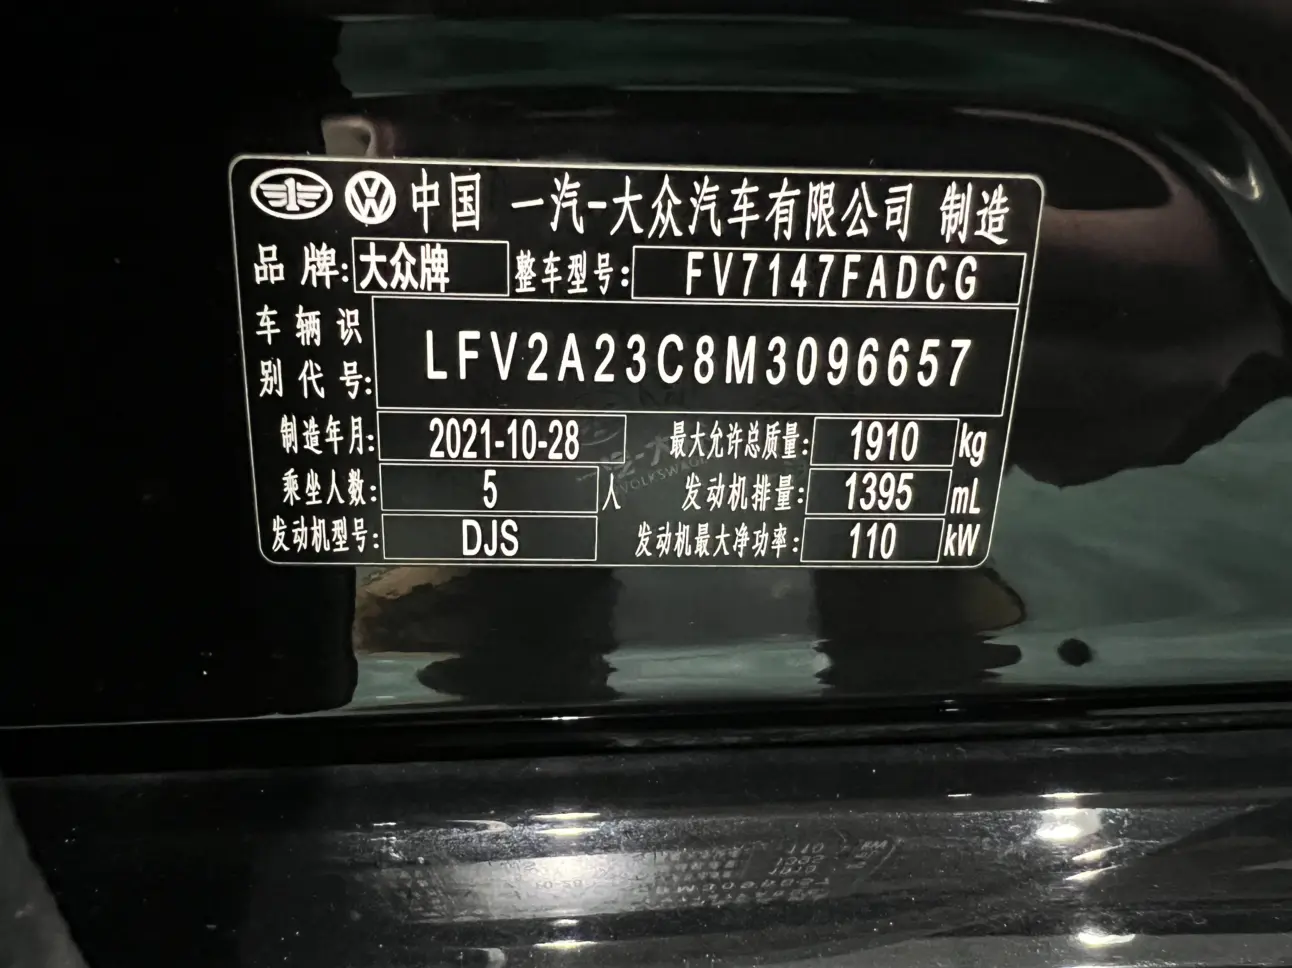 中国 一汽-大众汽车有限公司 制造
品牌: 大众牌 整车型号: FV7147FADCG
车辆识别代号: LFV2A23C8M3096657
制造年月: 2021-10-28 最大允许总质量: 1910 kg
乘坐人数: 5 人 发动机排量: 1395 mL
发动机型号: DJS 发动机最大净功率: 110 kW
VOLKSWAGEN